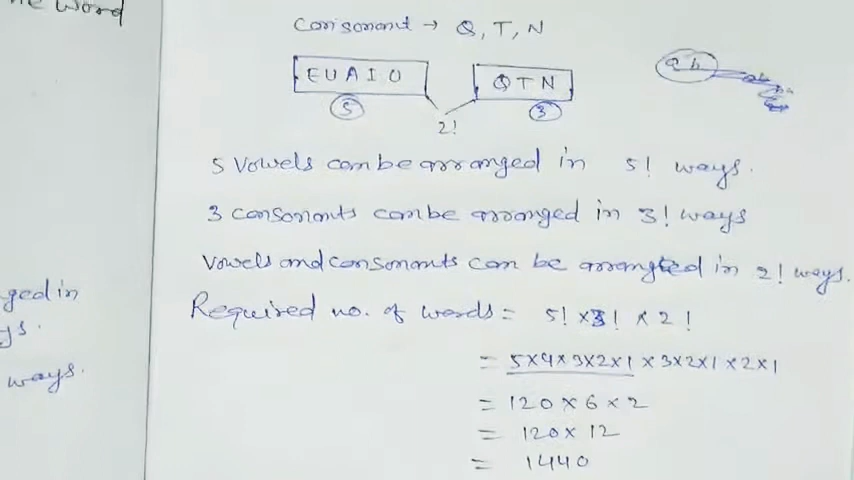 ne word
ged in
ys.
ways.
Consonant → Q, T, N
E U A I O
Q T N
5
3
2!
ab
5 Vowels can be arranged in 5! ways.
3 consonants can be arranged in 3! ways
Vowels and consonants can be arranged in 2! ways.
Required no. of words = 5! × 3! × 2!
= 5×4×3×2×1 × 3×2×1 × 2×1
= 120 × 6 × 2
= 120 × 12
= 1440